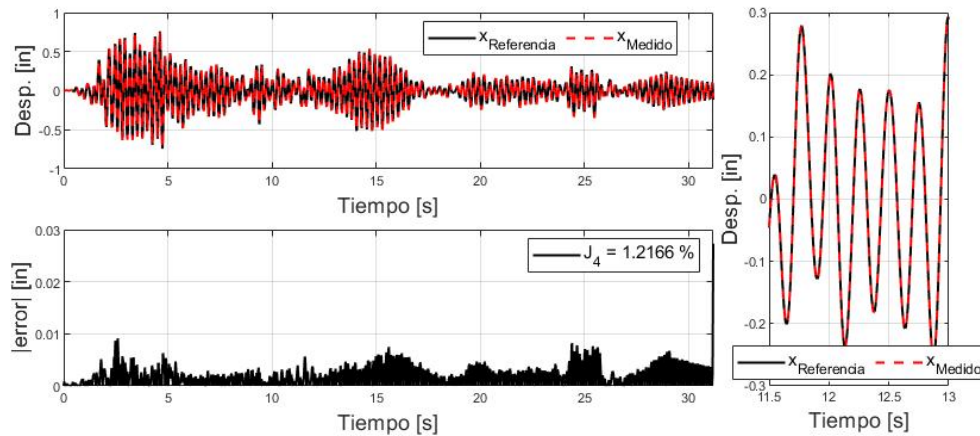 1
0.5
0
-0.5
-1
Desp. [in]
x_Referencia x_Medido
0 5 10 15 20 25 30
Tiempo [s]
0.03
0.02
0.01
0
|error| [in]
J_4 = 1.2166 %
0 5 10 15 20 25 30
Tiempo [s]
0.3
0.2
0.1
0
-0.1
-0.2
-0.3
Desp. [in]
x_Referencia x_Medido
11.5 12 12.5 13
Tiempo [s]